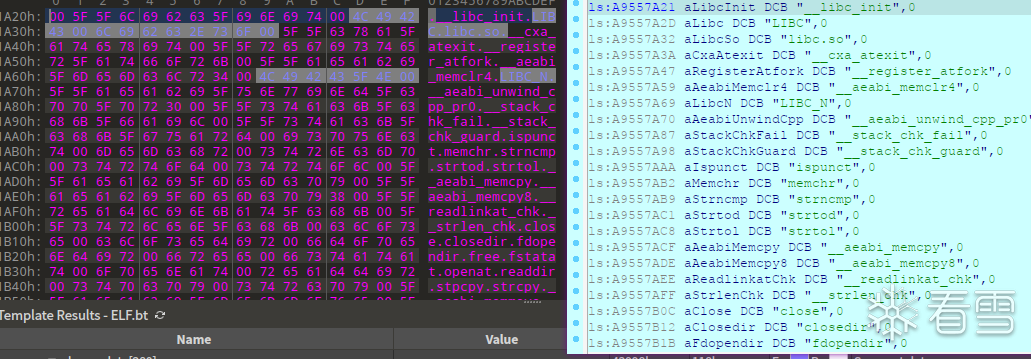 0 1 2 3 4 5 6 7 8 9 A B C D E F 0123456789ABCDEF
1A20h: 00 5F 5F 6C 69 62 63 5F 69 6E 69 74 00 4C 49 42 .__libc_init.LIB
1A30h: 43 00 6C 69 62 63 2E 73 6F 00 5F 5F 63 78 61 5F C.libc.so.__cxa_
1A40h: 61 74 65 78 69 74 00 5F 5F 72 65 67 69 73 74 65 atexit.__registe
1A50h: 72 5F 61 74 66 6F 72 6B 00 5F 5F 61 65 61 62 69 r_atfork.__aeabi
1A60h: 5F 6D 65 6D 63 6C 72 34 00 4C 49 42 43 5F 4E 00 _memclr4.LIBC_N.
1A70h: 5F 5F 61 65 61 62 69 5F 75 6E 77 69 6E 64 5F 63 __aeabi_unwind_c
1A80h: 70 70 5F 70 72 30 00 5F 5F 73 74 61 63 6B 5F 63 pp_pr0.__stack_c
1A90h: 68 6B 5F 66 61 69 6C 00 5F 5F 73 74 61 63 6B 5F hk_fail.__stack_
1AA0h: 63 68 6B 5F 67 75 61 72 64 00 69 73 70 75 6E 63 chk_guard.ispunc
1AB0h: 74 00 6D 65 6D 63 68 72 00 73 74 72 6E 63 6D 70 t.memchr.strncmp
1AC0h: 00 73 74 72 74 6F 64 00 73 74 72 74 6F 6C 00 5F .strtod.strtol._
1AD0h: 5F 61 65 61 62 69 5F 6D 65 6D 63 70 79 00 5F 5F _aeabi_memcpy.__
1AE0h: 61 65 61 62 69 5F 6D 65 6D 63 70 79 38 00 5F 5F aeabi_memcpy8.__
1AF0h: 72 65 61 64 6C 69 6E 6B 61 74 5F 63 68 6B 00 5F readlinkat_chk._
1B00h: 5F 73 74 72 6C 65 6E 5F 63 68 6B 00 63 6C 6F 73 _strlen_chk.clos
1B10h: 65 00 63 6C 6F 73 65 64 69 72 00 66 64 6F 70 65 e.closedir.fdope
1B20h: 6E 64 69 72 00 66 72 65 65 00 66 73 74 61 74 61 ndir.free.fstata
1B30h: 74 00 6F 70 65 6E 61 74 00 72 65 61 64 64 69 72 t.openat.readdir
1B40h: 00 73 74 70 63 70 79 00 73 74 72 63 70 79 00 5F .stpcpy.strcpy._
Template Results - ELF.bt
Name Value
ls:A9557A21 aLibcInit DCB "__libc_init",0
ls:A9557A2D aLibc DCB "LIBC",0
ls:A9557A32 aLibcSo DCB "libc.so",0
ls:A9557A3A aCxaAtexit DCB "__cxa_atexit",0
ls:A9557A47 aRegisterAtfork DCB "__register_atfork",0
ls:A9557A59 aAeabiMemclr4 DCB "__aeabi_memclr4",0
ls:A9557A69 aLibcN DCB "LIBC_N",0
ls:A9557A70 aAeabiUnwindCpp DCB "__aeabi_unwind_cpp_pr0"
ls:A9557A87 aStackChkFail DCB "__stack_chk_fail",0
ls:A9557A98 aStackChkGuard DCB "__stack_chk_guard",0
ls:A9557AAA aIspunct DCB "ispunct",0
ls:A9557AB2 aMemchr DCB "memchr",0
ls:A9557AB9 aStrncmp DCB "strncmp",0
ls:A9557AC1 aStrtod DCB "strtod",0
ls:A9557AC8 aStrtol DCB "strtol",0
ls:A9557ACF aAeabiMemcpy DCB "__aeabi_memcpy",0
ls:A9557ADE aAeabiMemcpy8 DCB "__aeabi_memcpy8",0
ls:A9557AEE aReadlinkatChk DCB "__readlinkat_chk",0
ls:A9557AFF aStrlenChk DCB "__strlen_chk",0
ls:A9557B0C aClose DCB "close",0
ls:A9557B12 aClosedir DCB "closedir",0
ls:A9557B1B aFdopendir DCB "fdopendir",0
看雪